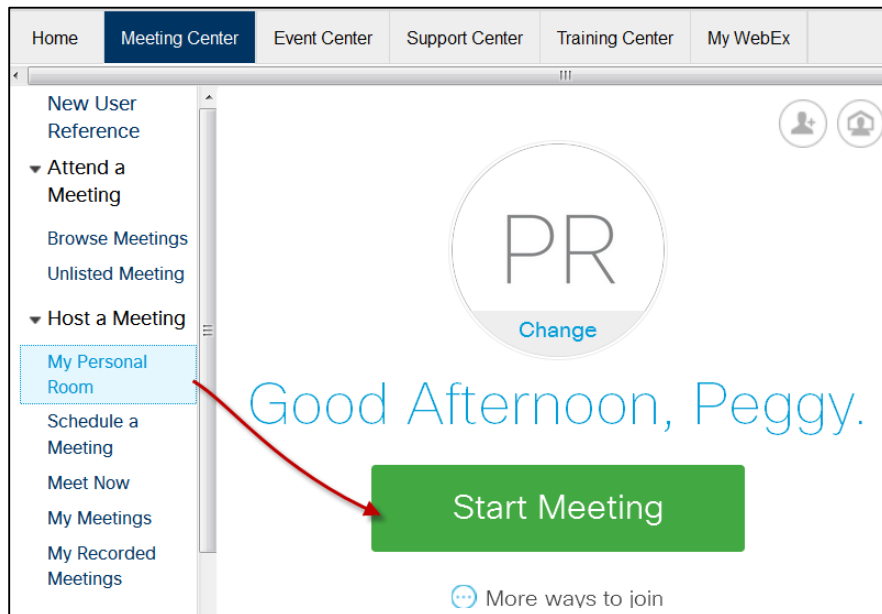 Home Meeting Center Event Center Support Center Training Center My WebEx
New User
Reference
Attend a
Meeting
Browse Meetings
Unlisted Meeting
Host a Meeting
My Personal
Room
Schedule a
Meeting
Meet Now
My Meetings
My Recorded
Meetings
PR
Change
Good Afternoon, Peggy.
Start Meeting
More ways to join